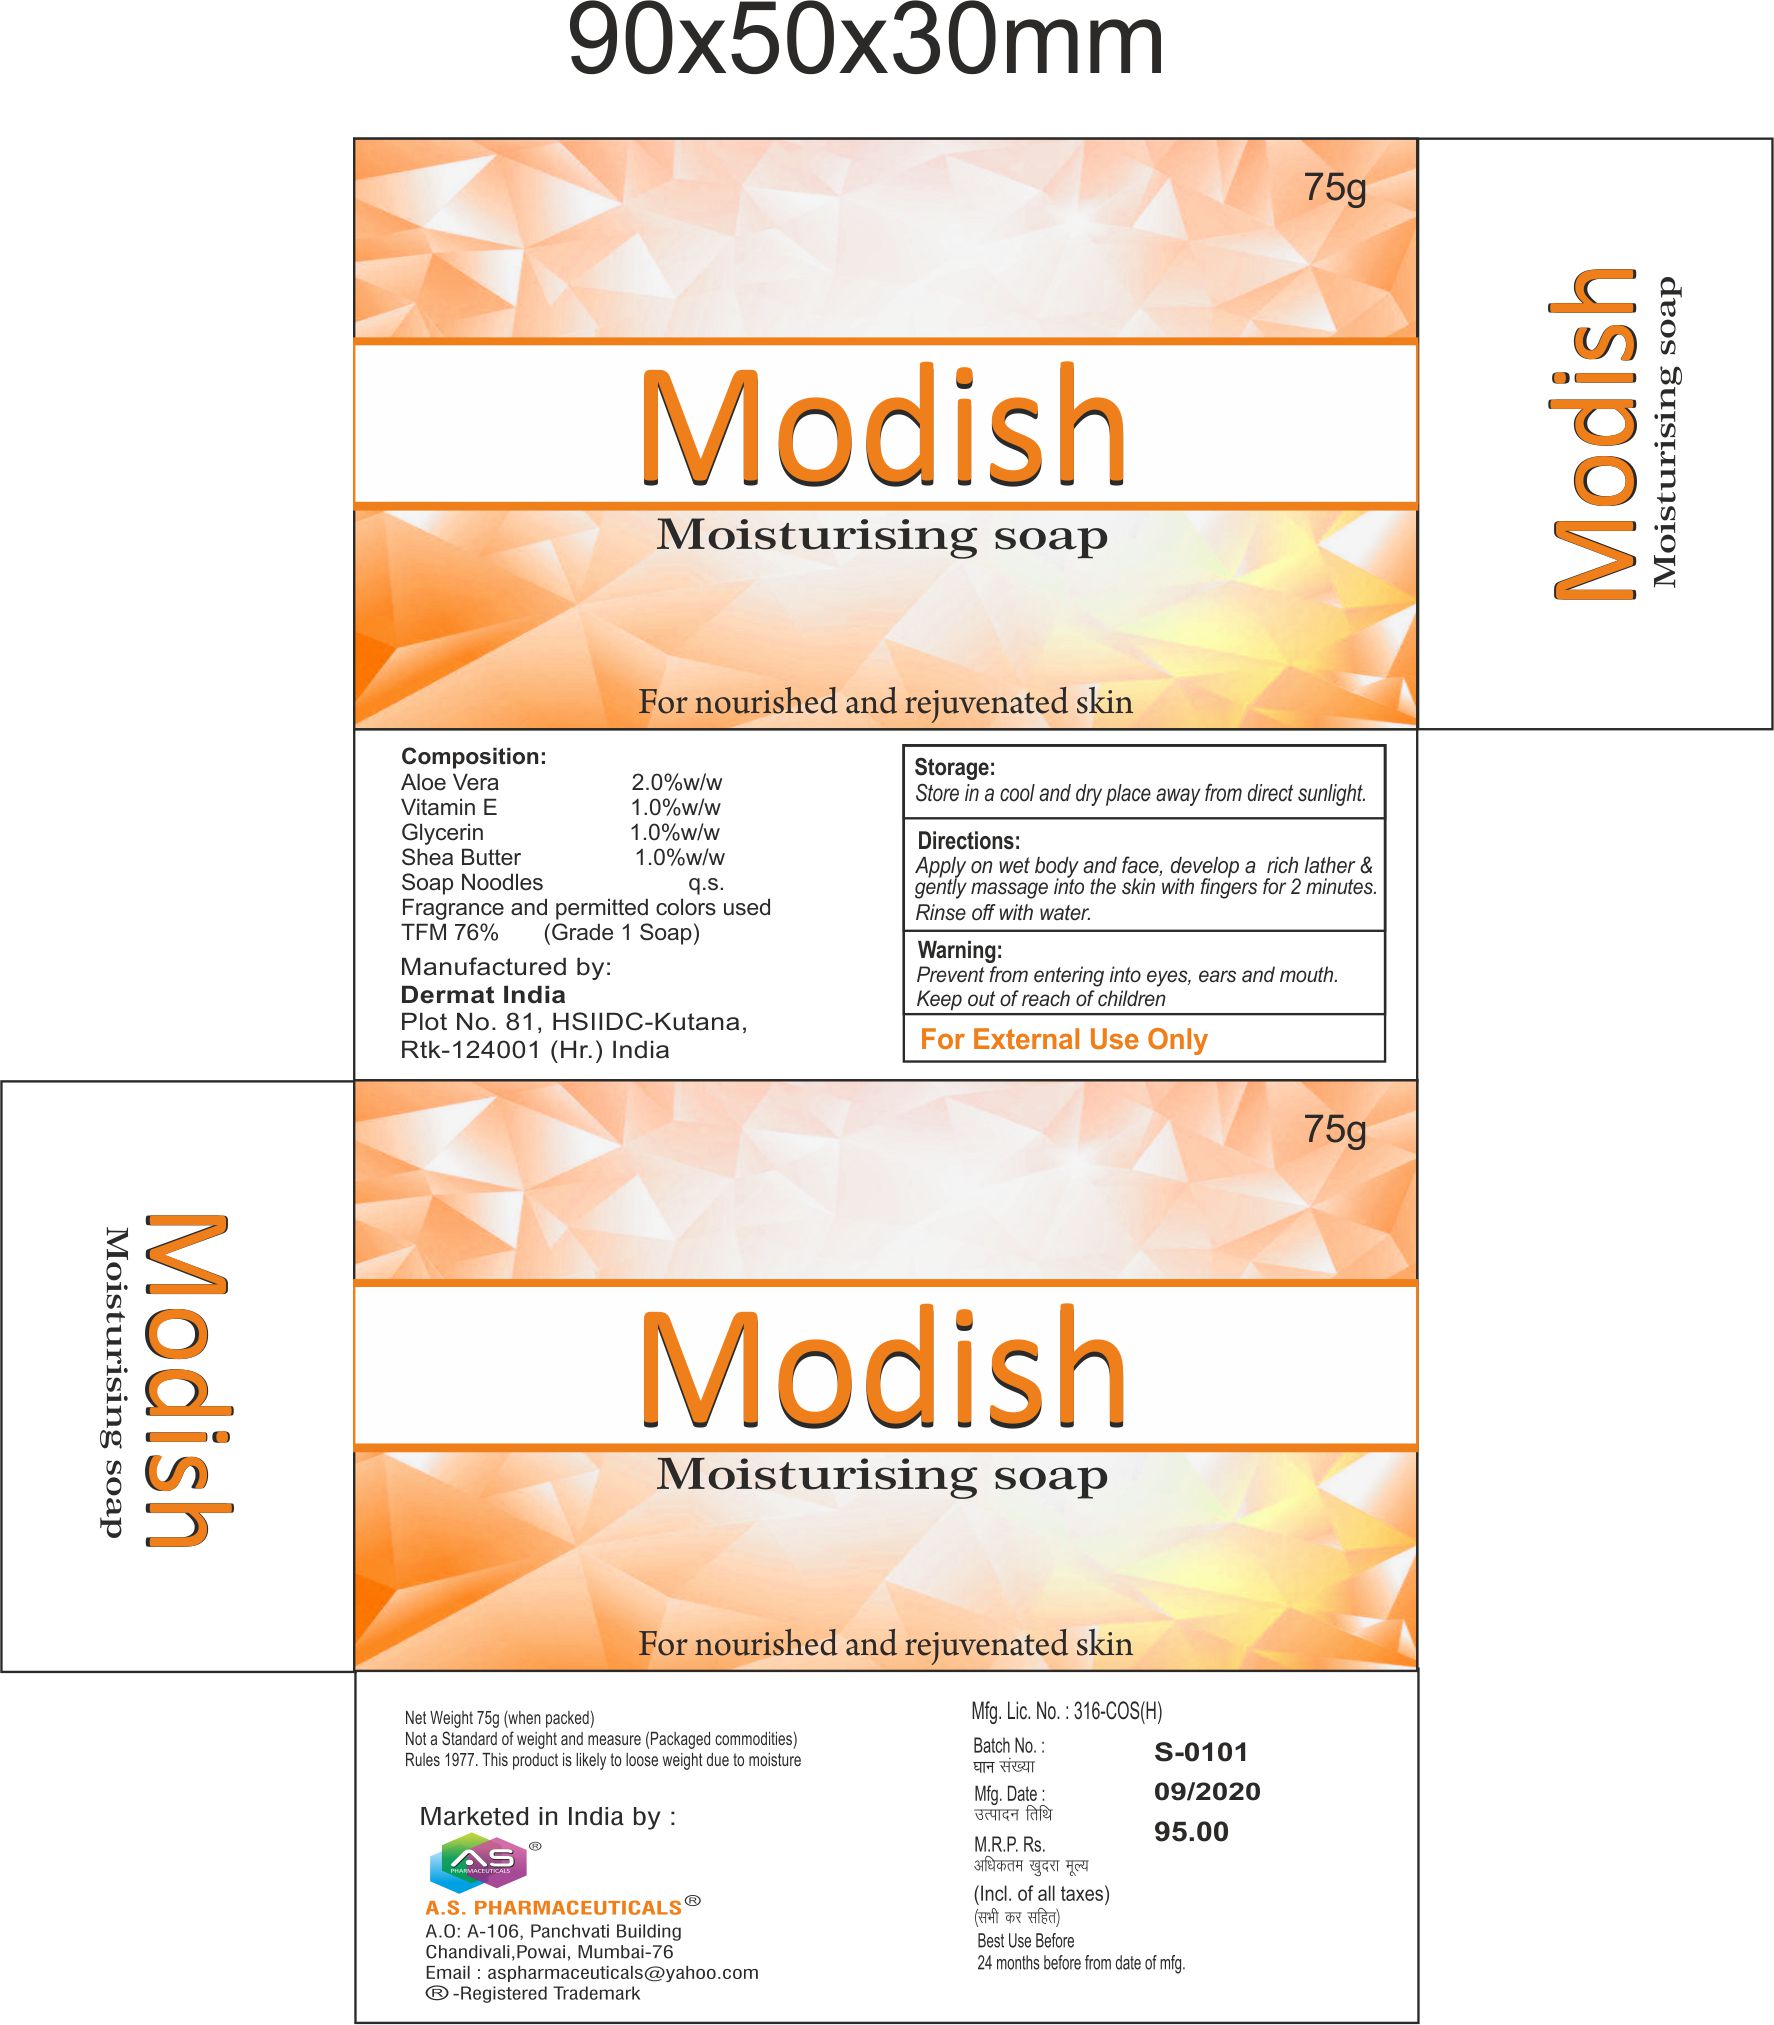 90x50x30mm
75g
Modish
Moisturising soap
For nourished and rejuvenated skin
Modish
Moisturising soap
Composition:
Aloe Vera 2.0%w/w
Vitamin E 1.0%w/w
Glycerin 1.0%w/w
Shea Butter 1.0%w/w
Soap Noodles q.s.
Fragrance and permitted colors used
TFM 76% (Grade 1 Soap)
Manufactured by:
Dermat India
Plot No. 81, HSIIDC-Kutana,
Rtk-124001 (Hr.) India
Storage:
Store in a cool and dry place away from direct sunlight.
Directions:
Apply on wet body and face, develop a rich lather &
gently massage into the skin with fingers for 2 minutes.
Rinse off with water.
Warning:
Prevent from entering into eyes, ears and mouth.
Keep out of reach of children
For External Use Only
Modish
Moisturising soap
75g
Modish
Moisturising soap
For nourished and rejuvenated skin
Net Weight 75g (when packed)
Not a Standard of weight and measure (Packaged commodities)
Rules 1977. This product is likely to loose weight due to moisture
Marketed in India by :
AS ®
PHARMACEUTICALS
A.S. PHARMACEUTICALS®
A.O: A-106, Panchvati Building
Chandivali,Powai, Mumbai-76
Email : aspharmaceuticals@yahoo.com
® -Registered Trademark
Mfg. Lic. No. : 316-COS(H)
Batch No. : S-0101
घान संख्या
Mfg. Date : 09/2020
उत्पादन तिथि
M.R.P. Rs. 95.00
अधिकतम खुदरा मूल्य
(Incl. of all taxes)
(सभी कर सहित)
Best Use Before
24 months before from date of mfg.